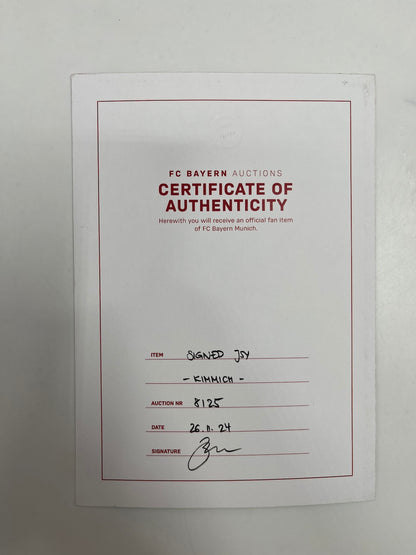 FC BAYERN AUCTIONS
CERTIFICATE OF
AUTHENTICITY
Herewith you will receive an official fan item
of FC Bayern Munich.
ITEM SIGNED JSY
- KIMMICH -
AUCTION NR 8125
DATE 26.11.24
SIGNATURE